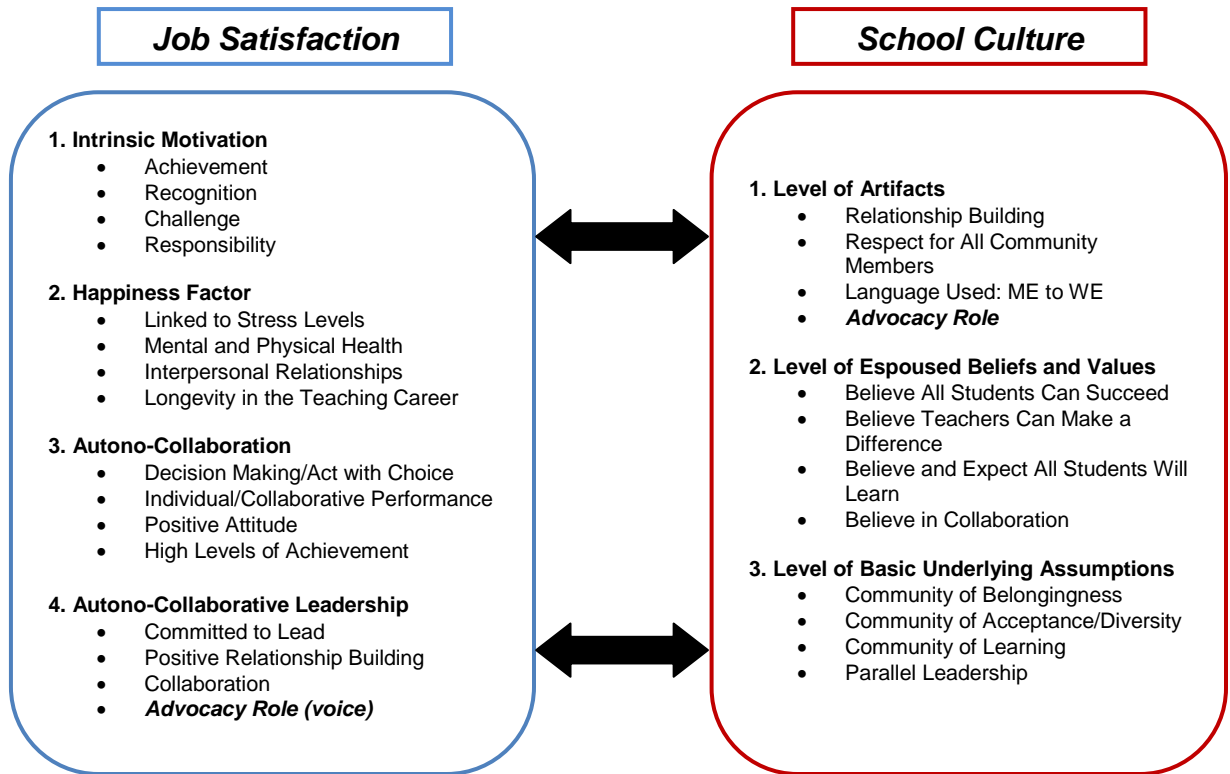 Job Satisfaction
1. Intrinsic Motivation
• Achievement
• Recognition
• Challenge
• Responsibility
2. Happiness Factor
• Linked to Stress Levels
• Mental and Physical Health
• Interpersonal Relationships
• Longevity in the Teaching Career
3. Autono-Collaboration
• Decision Making/Act with Choice
• Individual/Collaborative Performance
• Positive Attitude
• High Levels of Achievement
4. Autono-Collaborative Leadership
• Committed to Lead
• Positive Relationship Building
• Collaboration
• Advocacy Role (voice)
School Culture
1. Level of Artifacts
• Relationship Building
• Respect for All Community
Members
• Language Used: ME to WE
• Advocacy Role
2. Level of Espoused Beliefs and Values
• Believe All Students Can Succeed
• Believe Teachers Can Make a
Difference
• Believe and Expect All Students Will
Learn
• Believe in Collaboration
3. Level of Basic Underlying Assumptions
• Community of Belongingness
• Community of Acceptance/Diversity
• Community of Learning
• Parallel Leadership